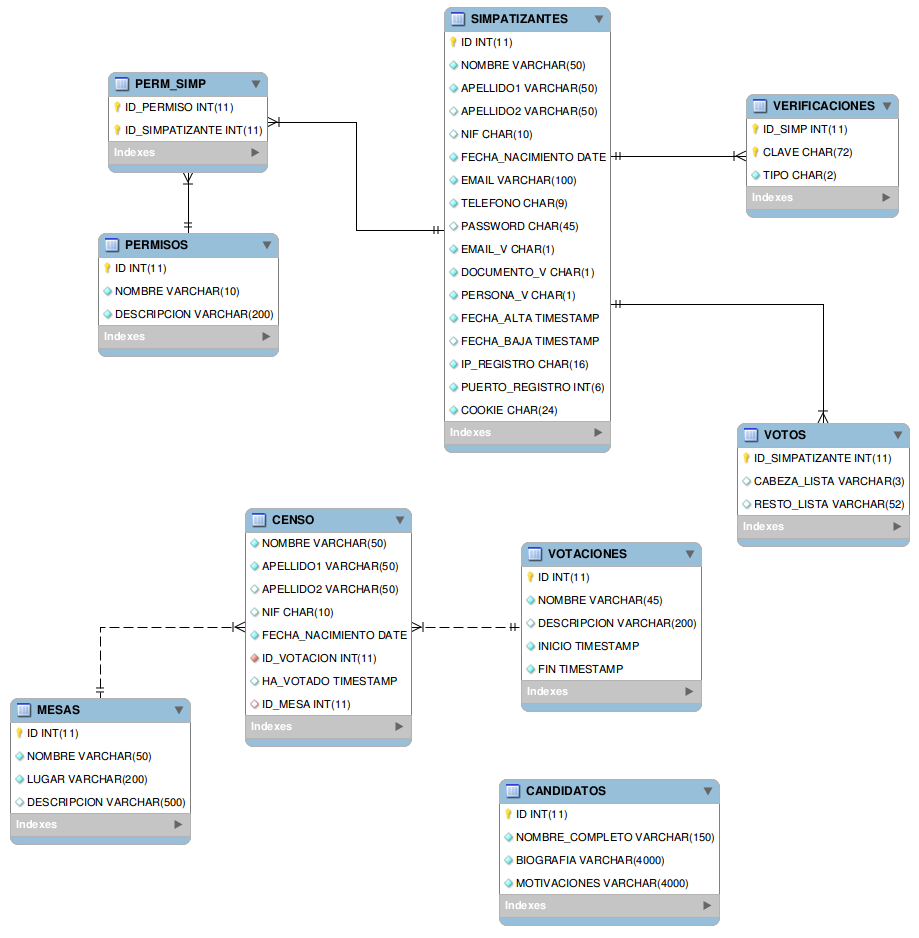 SIMPATIZANTES
ID INT(11)
NOMBRE VARCHAR(50)
APELLIDO1 VARCHAR(50)
APELLIDO2 VARCHAR(50)
NIF CHAR(10)
FECHA_NACIMIENTO DATE
EMAIL VARCHAR(100)
TELEFONO CHAR(9)
PASSWORD CHAR(45)
EMAIL_V CHAR(1)
DOCUMENTO_V CHAR(1)
PERSONA_V CHAR(1)
FECHA_ALTA TIMESTAMP
FECHA_BAJA TIMESTAMP
IP_REGISTRO CHAR(16)
PUERTO_REGISTRO INT(6)
COOKIE CHAR(24)
Indexes
PERM_SIMP
ID_PERMISO INT(11)
ID_SIMPATIZANTE INT(11)
Indexes
VERIFICACIONES
ID_SIMP INT(11)
CLAVE CHAR(72)
TIPO CHAR(2)
Indexes
PERMISOS
ID INT(11)
NOMBRE VARCHAR(10)
DESCRIPCION VARCHAR(200)
Indexes
VOTOS
ID_SIMPATIZANTE INT(11)
CABEZA_LISTA VARCHAR(3)
RESTO_LISTA VARCHAR(52)
Indexes
CENSO
NOMBRE VARCHAR(50)
APELLIDO1 VARCHAR(50)
APELLIDO2 VARCHAR(50)
NIF CHAR(10)
FECHA_NACIMIENTO DATE
ID_VOTACION INT(11)
HA_VOTADO TIMESTAMP
ID_MESA INT(11)
Indexes
VOTACIONES
ID INT(11)
NOMBRE VARCHAR(45)
DESCRIPCION VARCHAR(200)
INICIO TIMESTAMP
FIN TIMESTAMP
Indexes
MESAS
ID INT(11)
NOMBRE VARCHAR(50)
LUGAR VARCHAR(200)
DESCRIPCION VARCHAR(500)
Indexes
CANDIDATOS
ID INT(11)
NOMBRE_COMPLETO VARCHAR(150)
BIOGRAFIA VARCHAR(4000)
MOTIVACIONES VARCHAR(4000)
Indexes